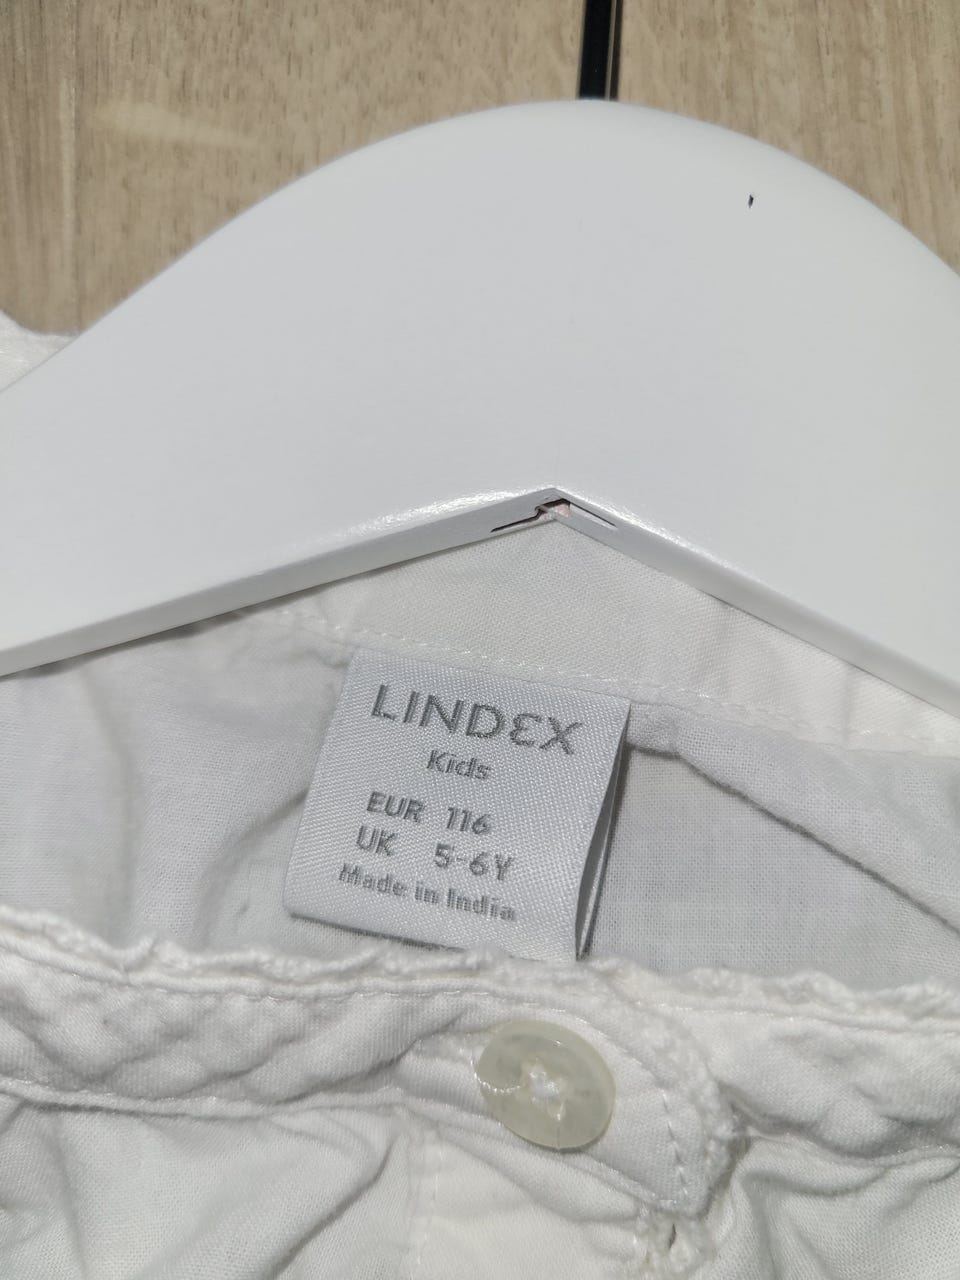 LINDEX
Kids
EUR 116
UK 5-6Y
Made in India